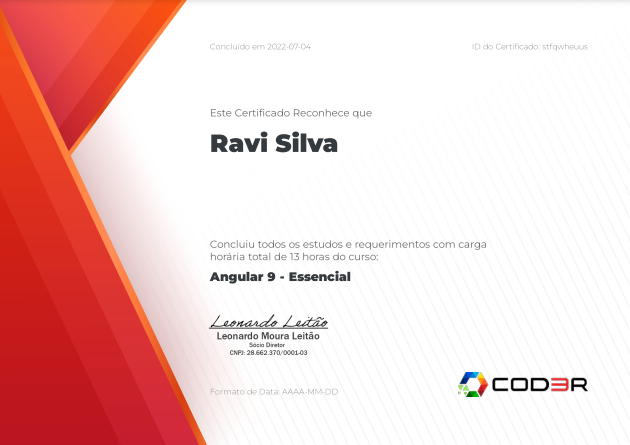 Concluído em 2022-07-04
ID do Certificado: stfqwheuus
Este Certificado Reconhece que
Ravi Silva
Concluiu todos os estudos e requerimentos com carga
horária total de 13 horas do curso:
Angular 9 - Essencial
Leonardo Leitão
Leonardo Moura Leitão
Sócio Diretor
CNPJ: 28.662.370/0001-03
Formato de Data: AAAA-MM-DD
COD3R